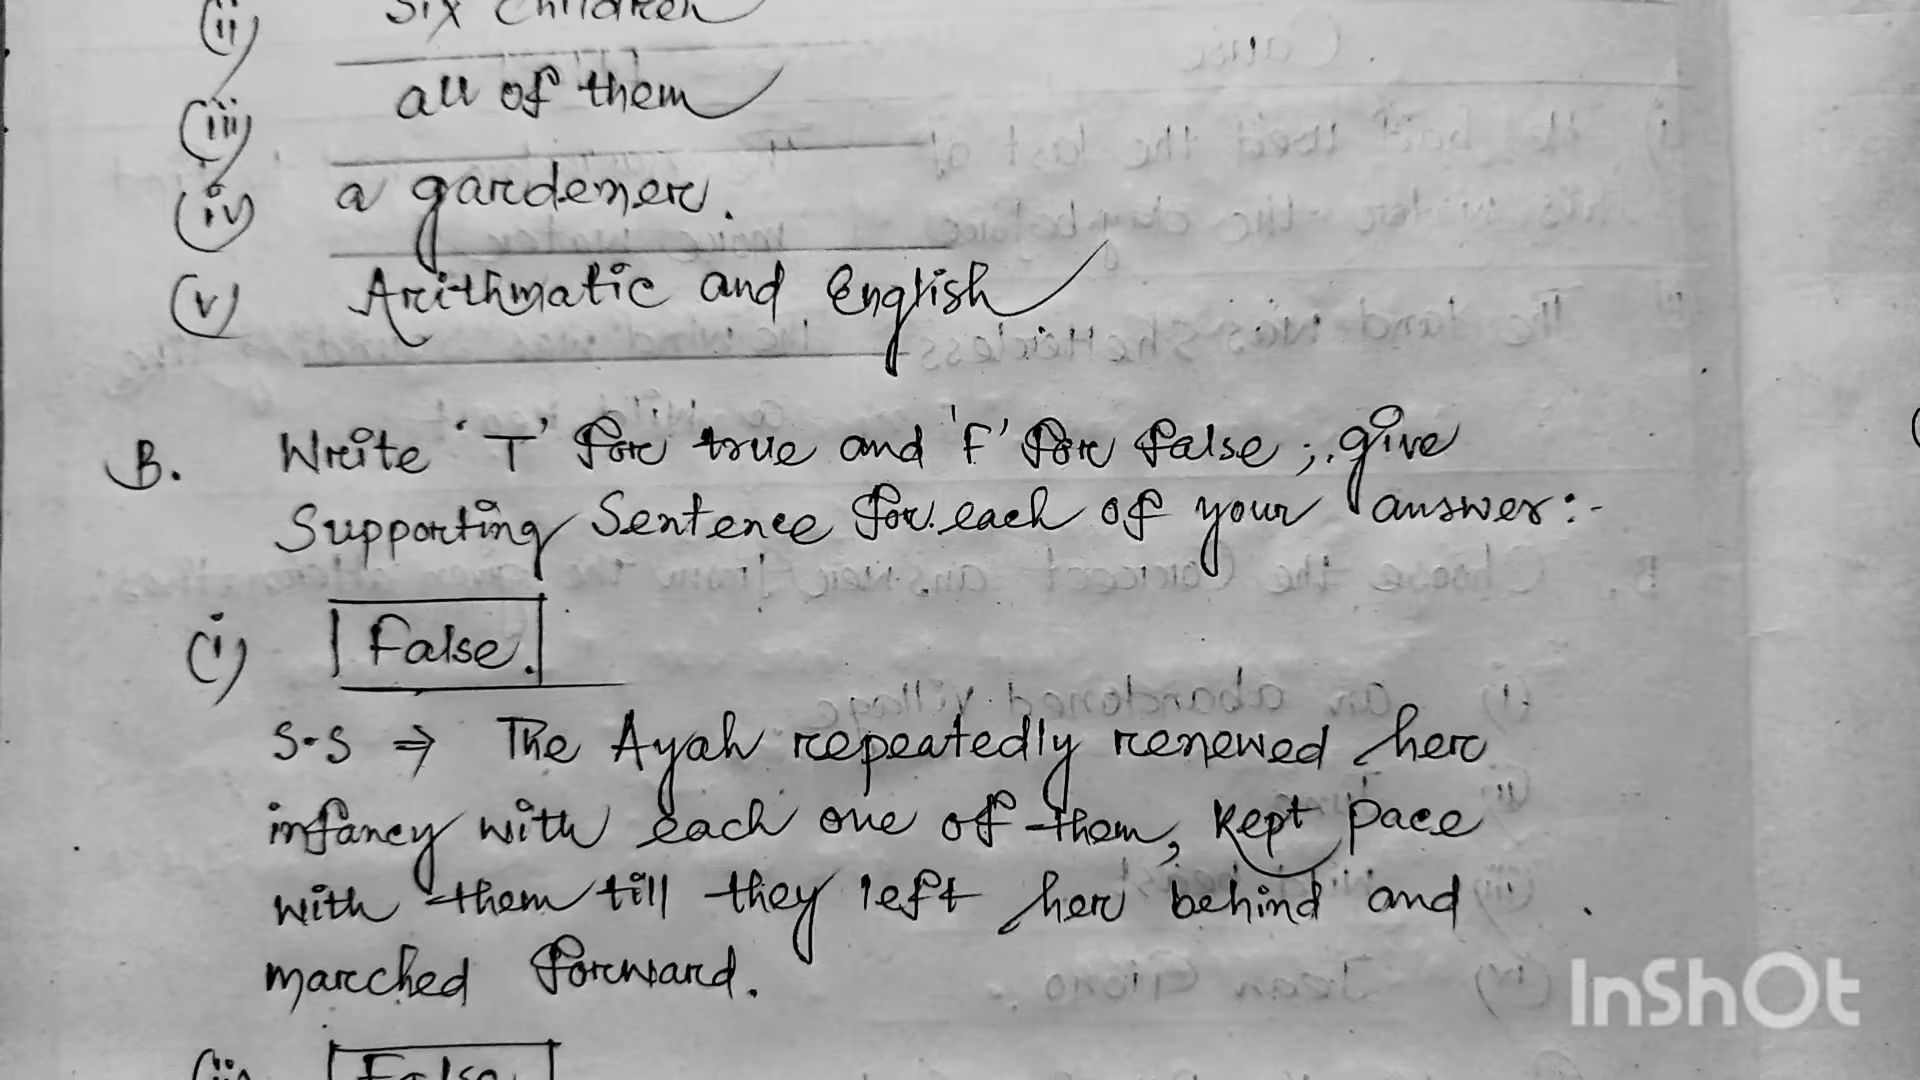 (ii) Six Children
(iii) all of them
(iv) a gardener.
(v) Arithmatic and English
B. Write 'T' for true and 'F' for false ; give
Supporting Sentence for each of your answer:-
(i) False.
S.S ⇒ The Ayah repeatedly renewed her
infancy with each one of them, kept pace
with them till they left her behind and
marched forward.
(ii) False
InShOt